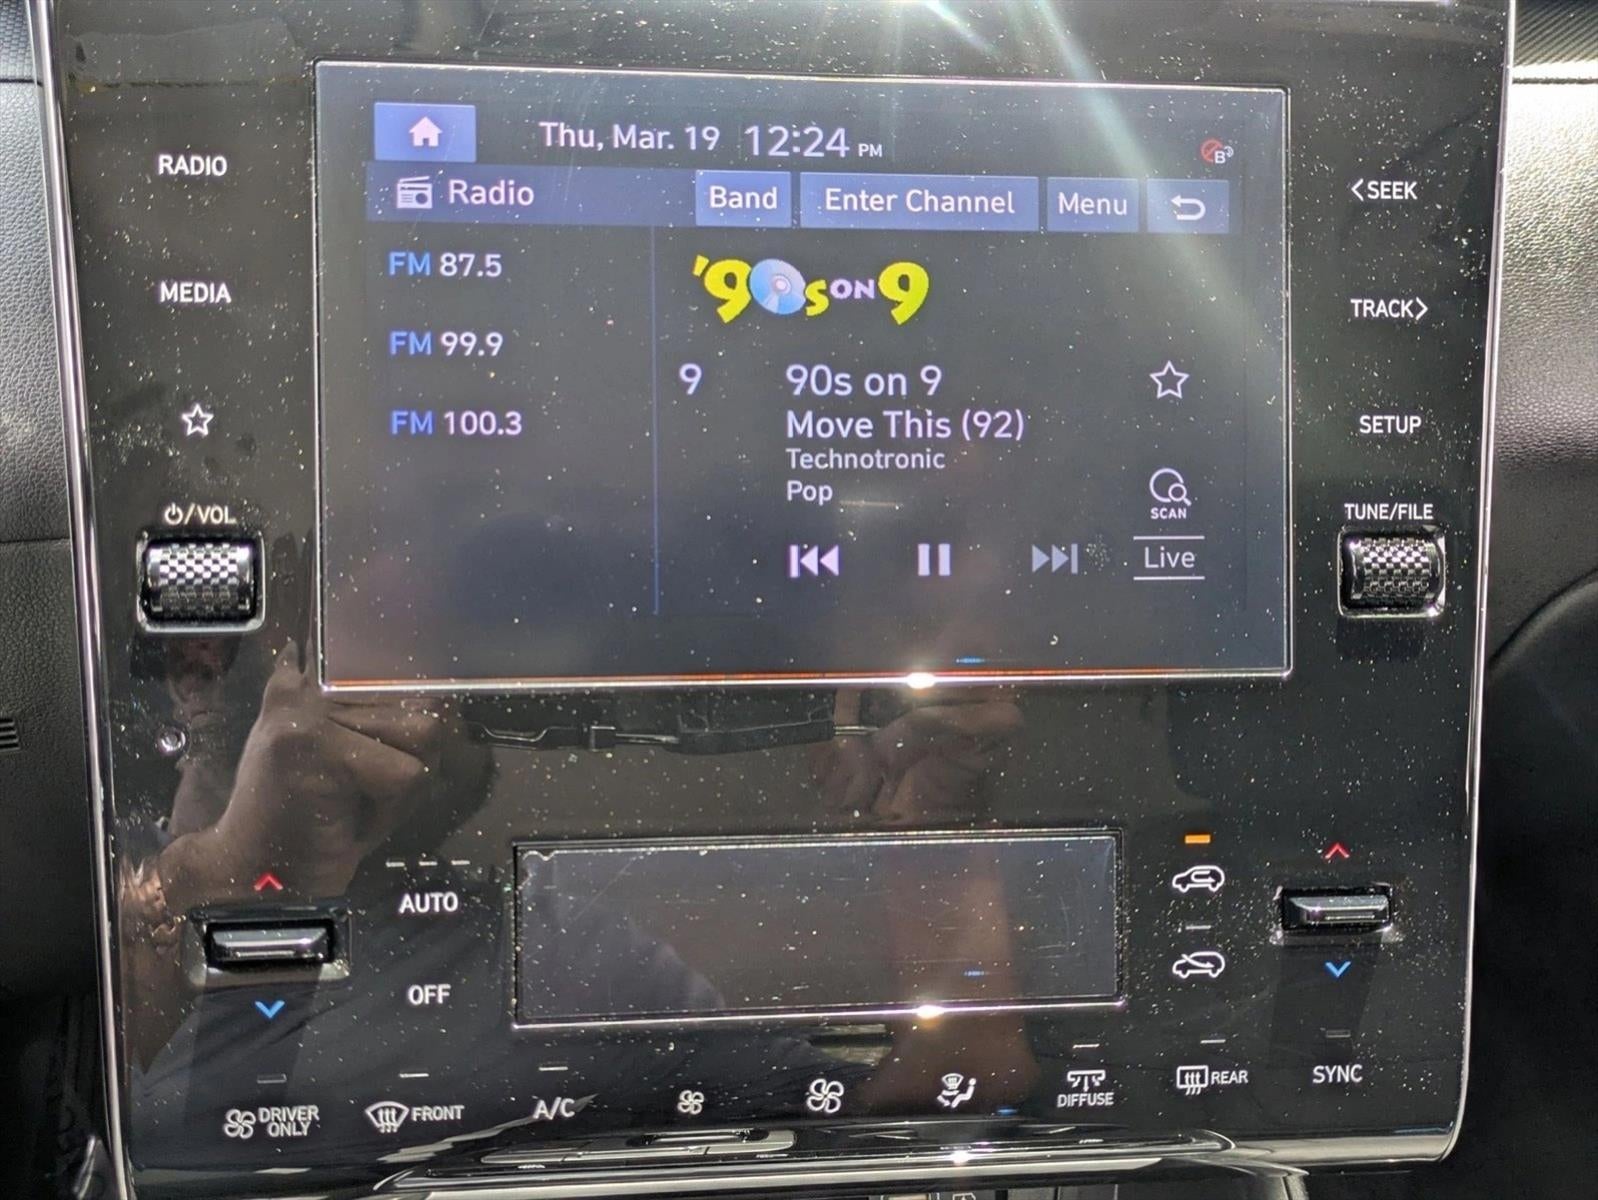 Thu, Mar. 19 12:24 PM
B
RADIO
Radio
Band
Enter Channel
Menu
<SEEK
FM 87.5
'90s ON 9
MEDIA
TRACK>
FM 99.9
9
90s on 9
FM 100.3
Move This (92)
SETUP
Technotronic
Pop
SCAN
/VOL
TUNE/FILE
Live
AUTO
OFF
DRIVER ONLY
FRONT
A/C
DIFFUSE
REAR
SYNC